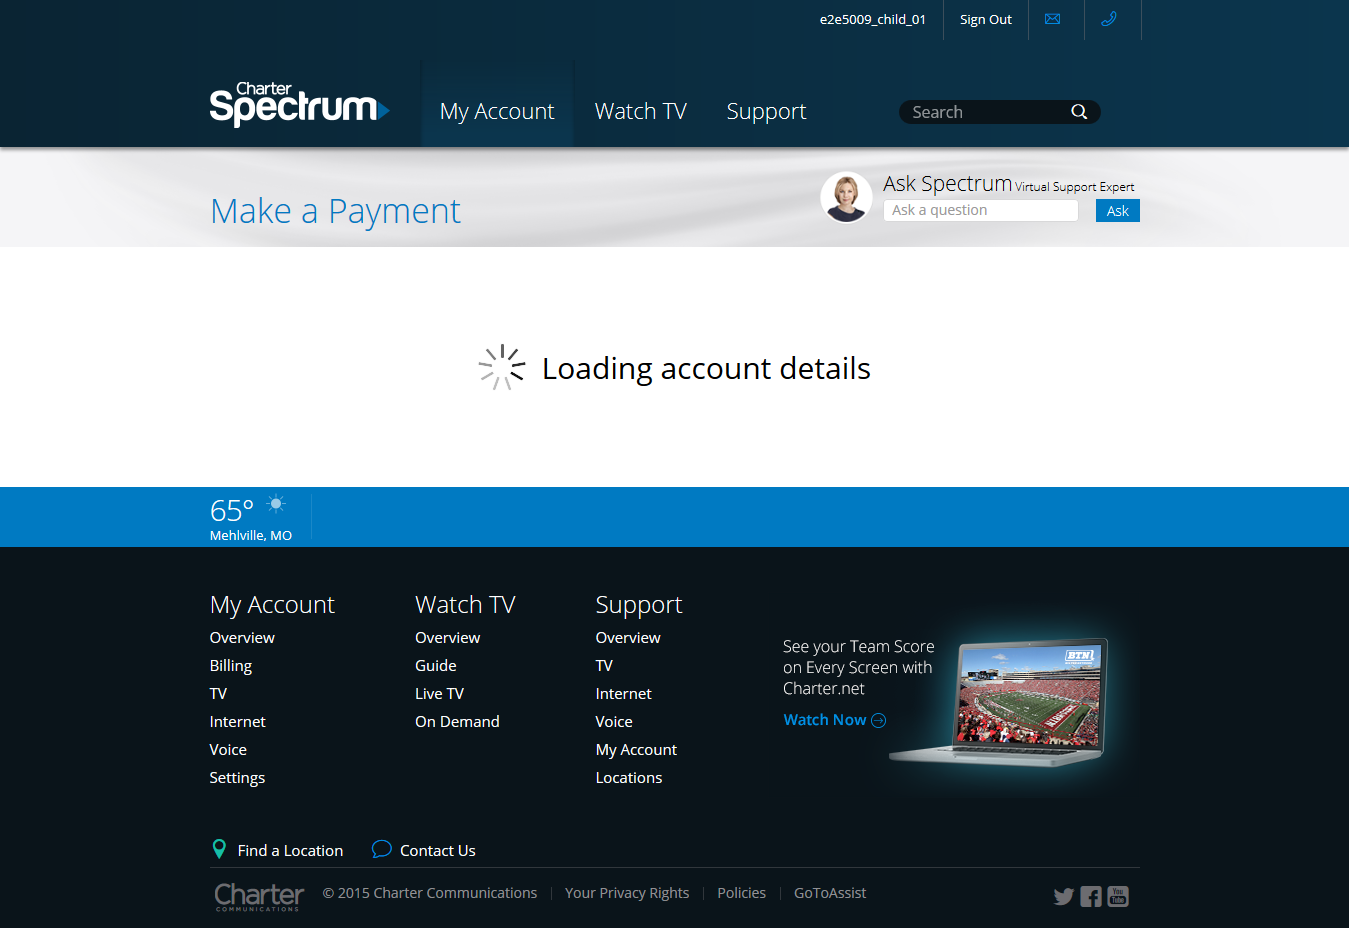 e2e5009_child_01
Sign Out
Charter
Spectrum
My Account
Watch TV
Support
Search
Make a Payment
Ask Spectrum Virtual Support Expert
Ask a question
Ask
Loading account details
65°
Mehlville, MO
My Account
Overview
Billing
TV
Internet
Voice
Settings
Watch TV
Overview
Guide
Live TV
On Demand
Support
Overview
TV
Internet
Voice
My Account
Locations
See your Team Score
on Every Screen with
Charter.net
Watch Now
BTN
Find a Location
Contact Us
Charter
COMMUNICATIONS
© 2015 Charter Communications
Your Privacy Rights
Policies
GoToAssist
You
Tube